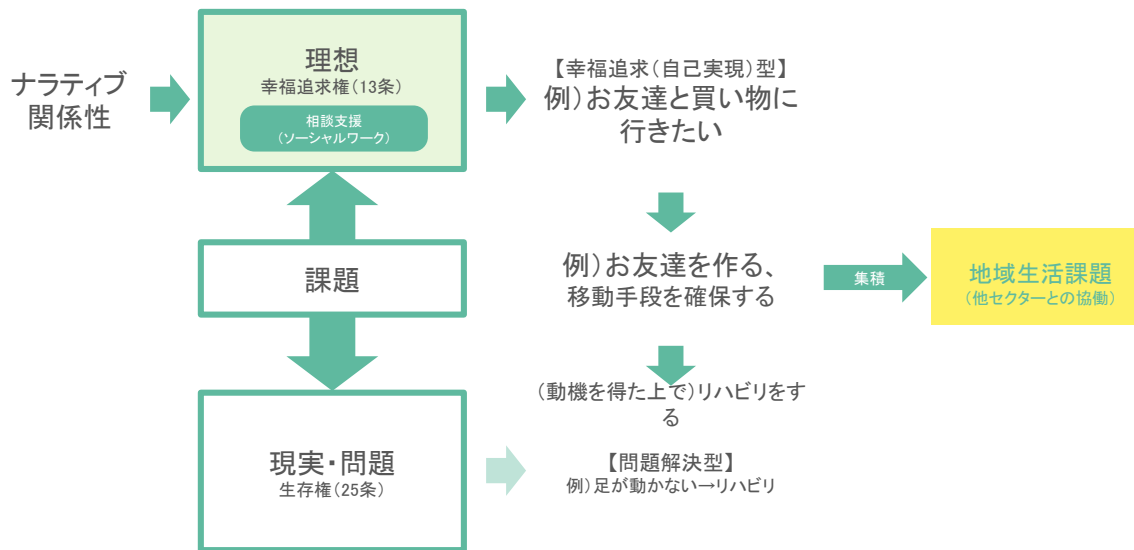 ナラティブ
関係性
理想
幸福追求権(13条)
相談支援
(ソーシャルワーク)
【幸福追求(自己実現)型】
例)お友達と買い物に
行きたい
課題
例)お友達を作る、
移動手段を確保する
集積
地域生活課題
(他セクターとの協働)
(動機を得た上で)リハビリをす
る
現実・問題
生存権(25条)
【問題解決型】
例)足が動かない→リハビリ